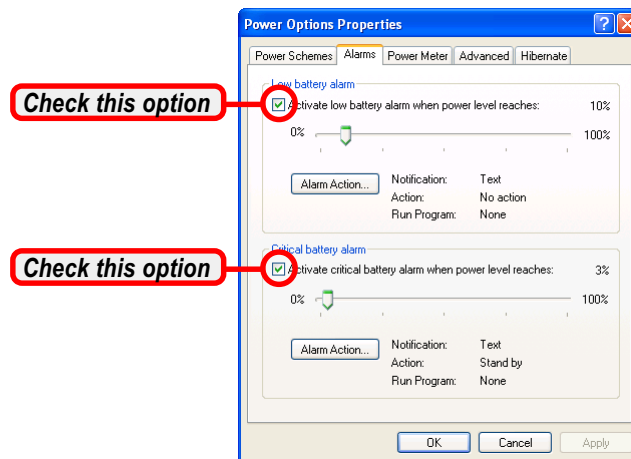 Power Options Properties
Power Schemes Alarms Power Meter Advanced Hibernate
Low battery alarm
Check this option
Activate low battery alarm when power level reaches: 10%
0% 100%
Alarm Action...
Notification: Text
Action: No action
Run Program: None
Critical battery alarm
Check this option
Activate critical battery alarm when power level reaches: 3%
0% 100%
Alarm Action...
Notification: Text
Action: Stand by
Run Program: None
OK Cancel Apply